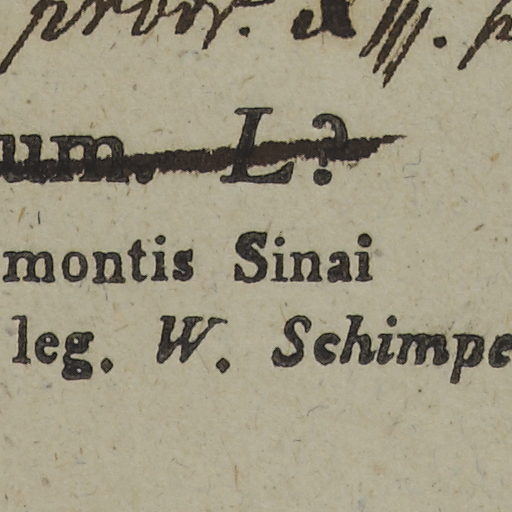 um. L?
montis Sinai
leg. W. Schimpe